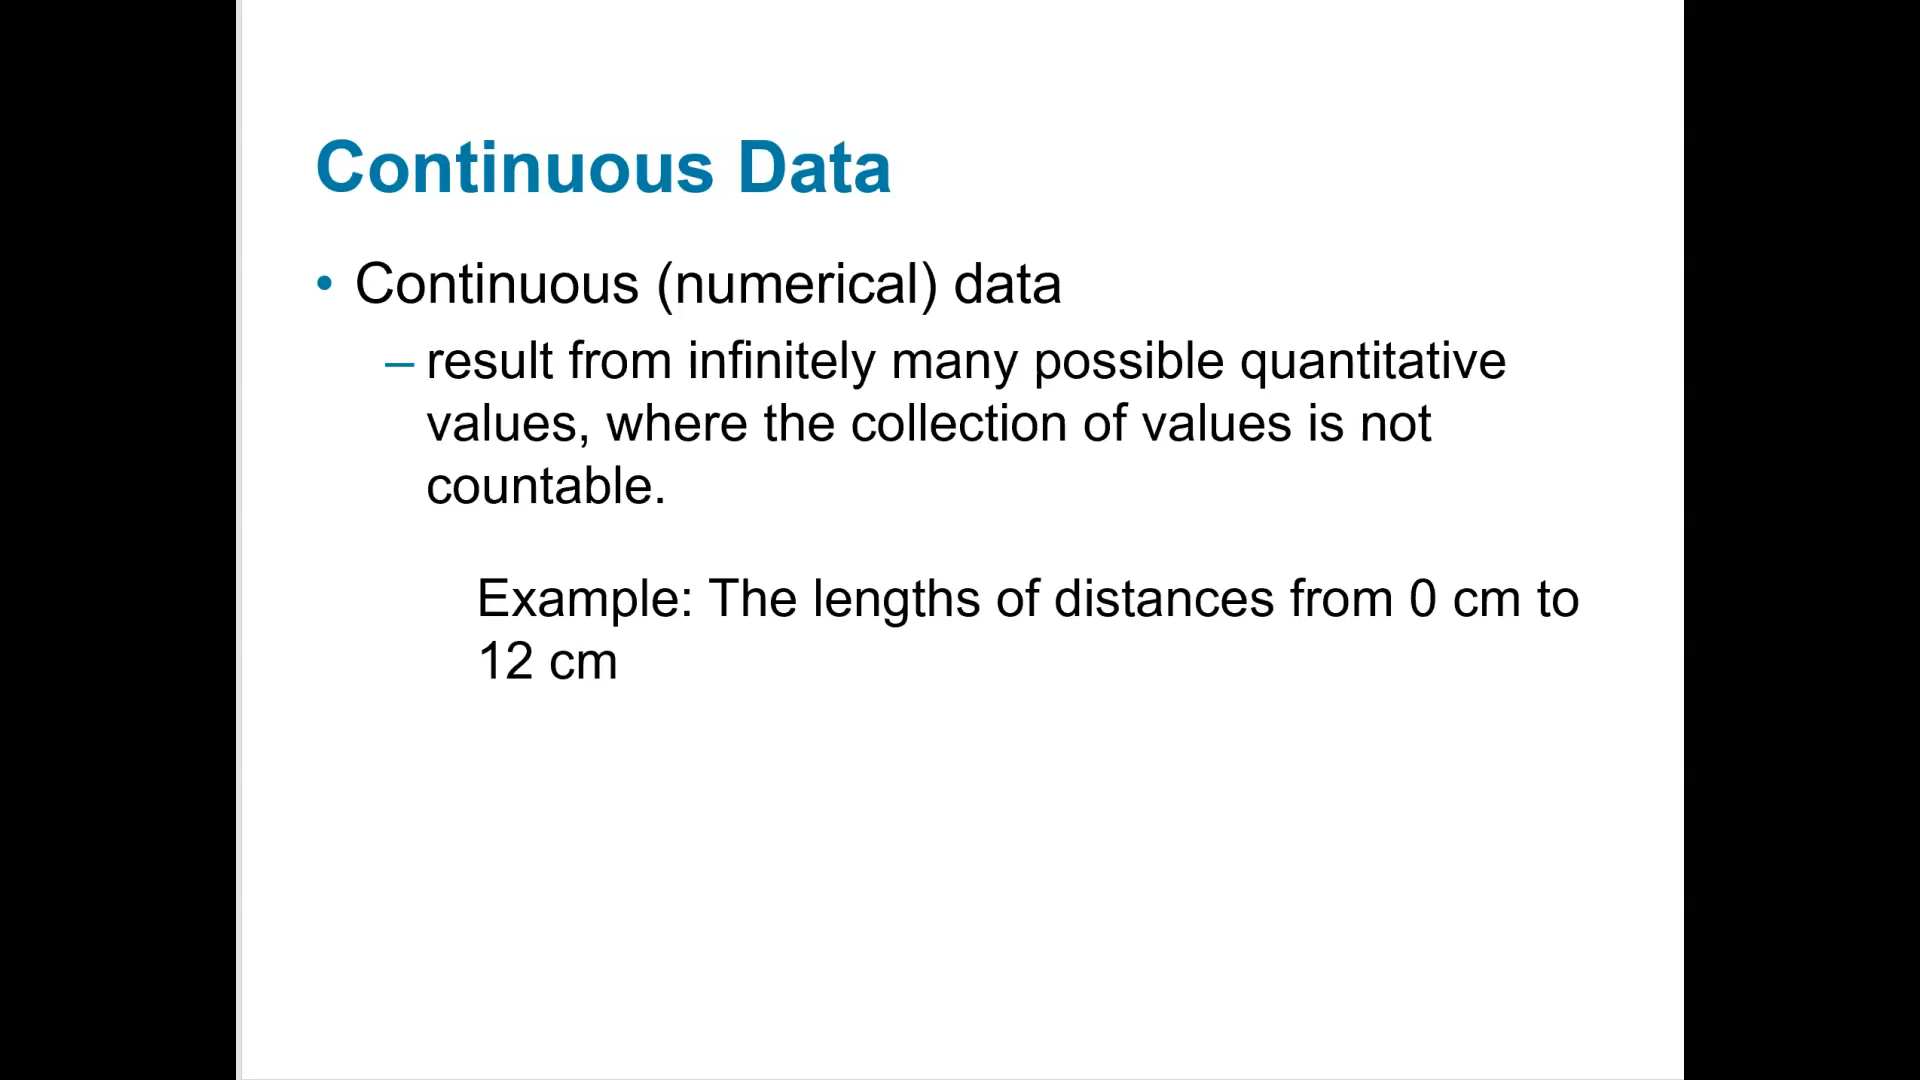 Continuous Data
• Continuous (numerical) data
– result from infinitely many possible quantitative
values, where the collection of values is not
countable.
Example: The lengths of distances from 0 cm to
12 cm